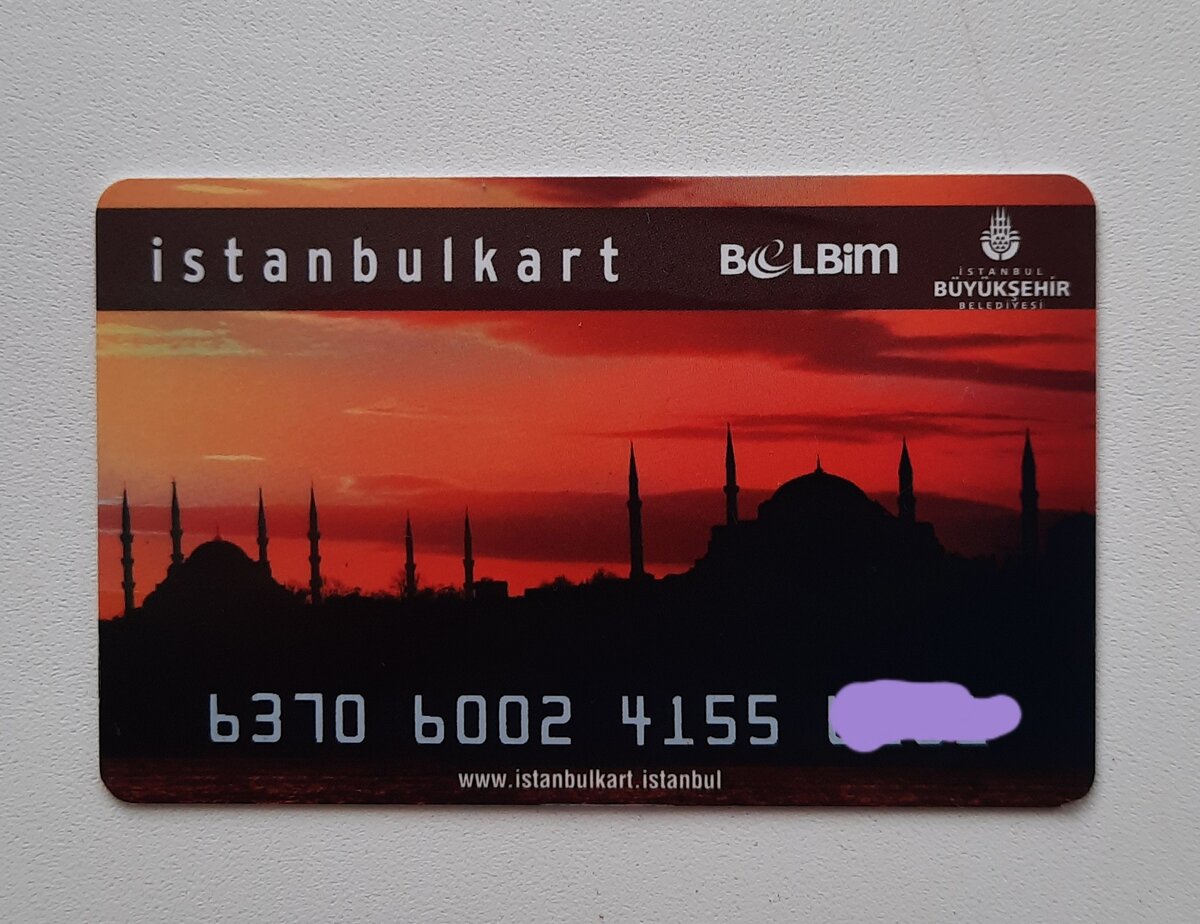 istanbulkart
BELBiM
İSTANBUL
BÜYÜKŞEHİR
BELEDİYESİ
6370 6002 4155
www.istanbulkart.istanbul